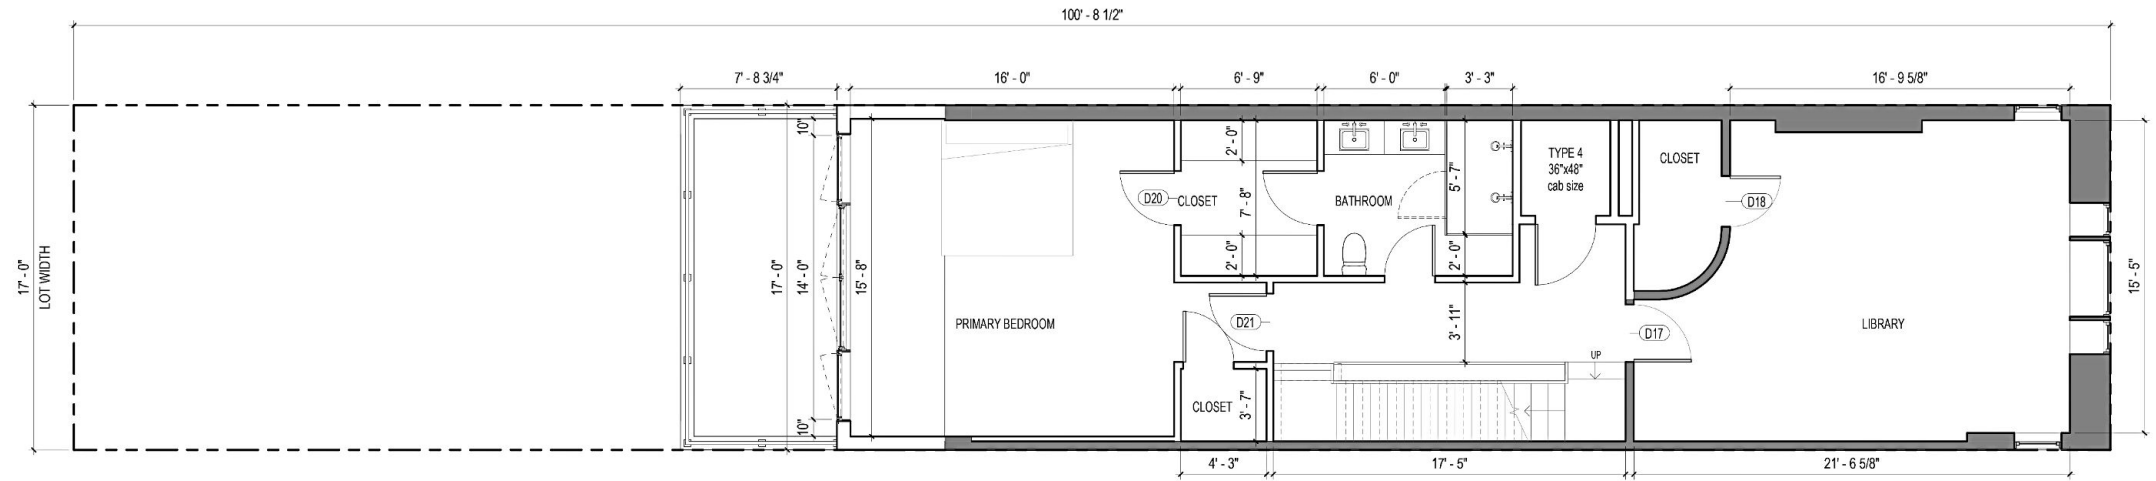 100' - 8 1/2"
7' - 8 3/4"
16' - 0"
6' - 9"
6' - 0"
3' - 3"
16' - 9 5/8"
17' - 0"
LOT WIDTH
10"
17' - 0"
14' - 0"
15' - 8"
10"
PRIMARY BEDROOM
D20
CLOSET
2' - 0"
7' - 8"
2' - 0"
BATHROOM
5' - 7"
2' - 0"
TYPE 4
36"x48"
cab size
CLOSET
D18
D21
3' - 11"
UP
D17
LIBRARY
15' - 5"
CLOSET
3' - 7"
4' - 3"
17' - 5"
21' - 6 5/8"